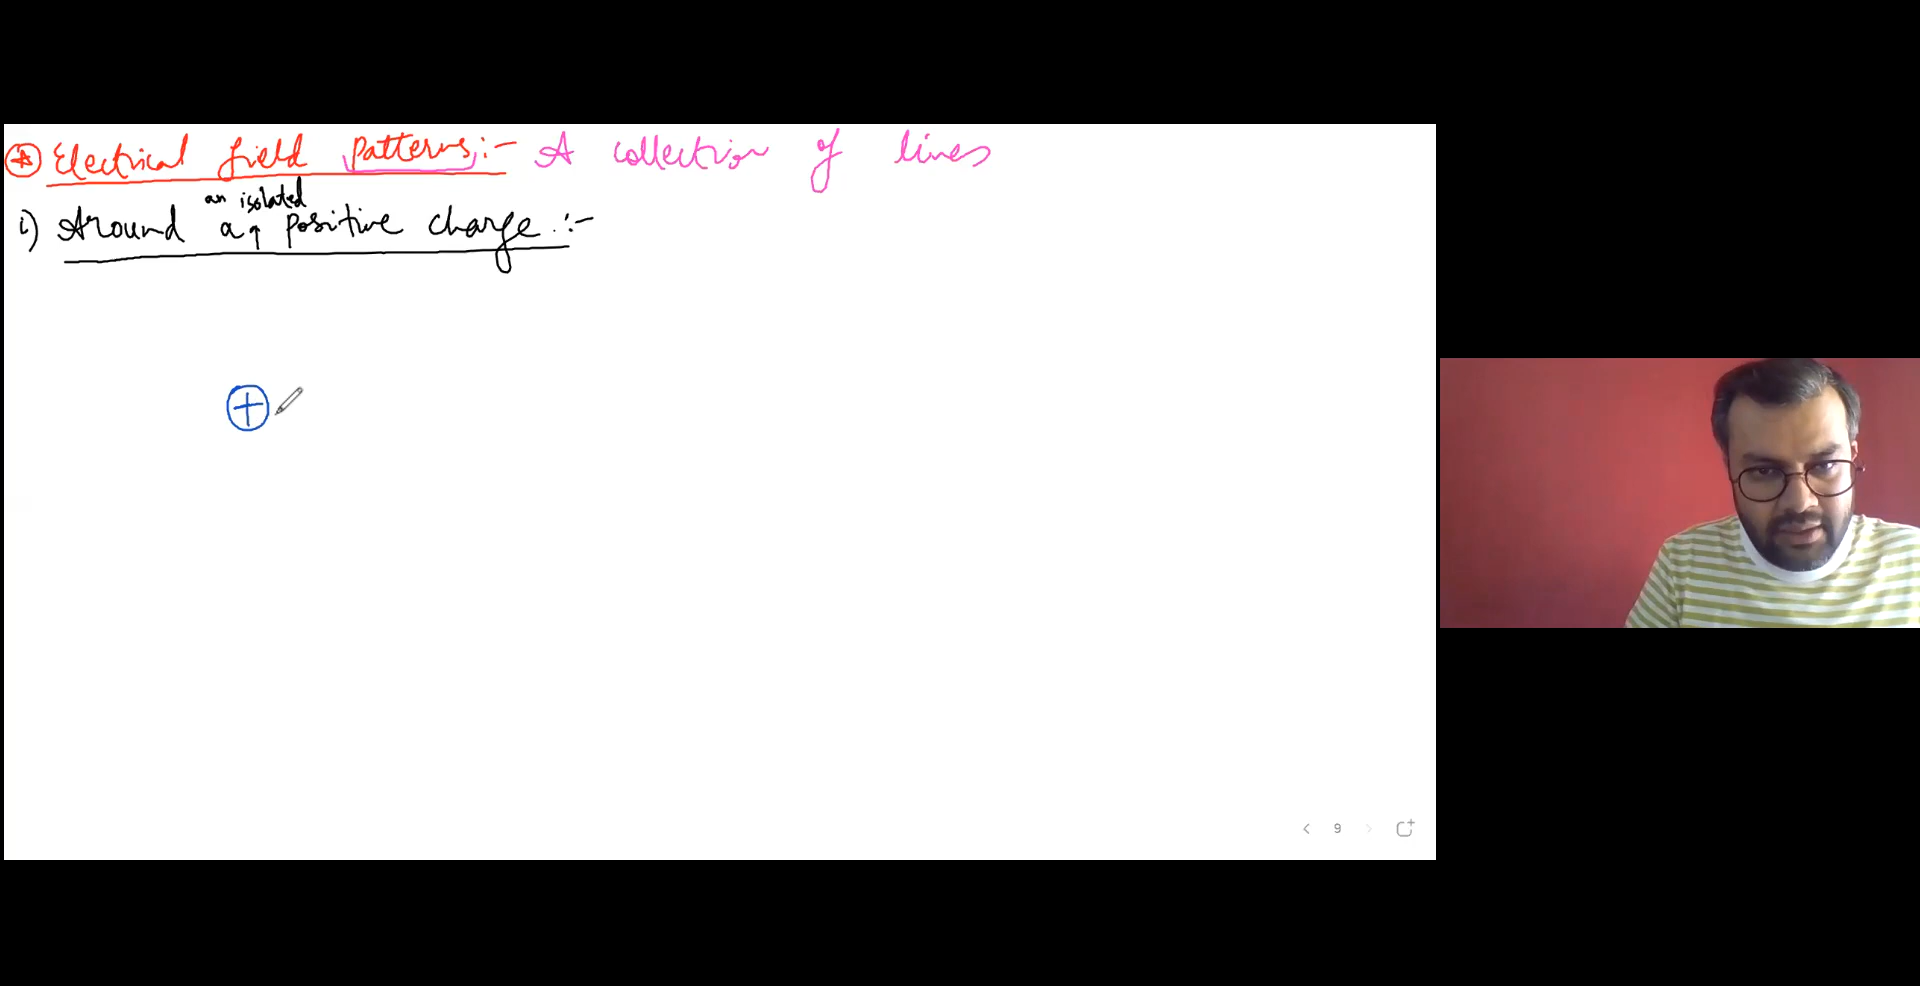 Electrical field patterns:- A collection of lines
an isolated
i) Around a positive charge :-
+
9